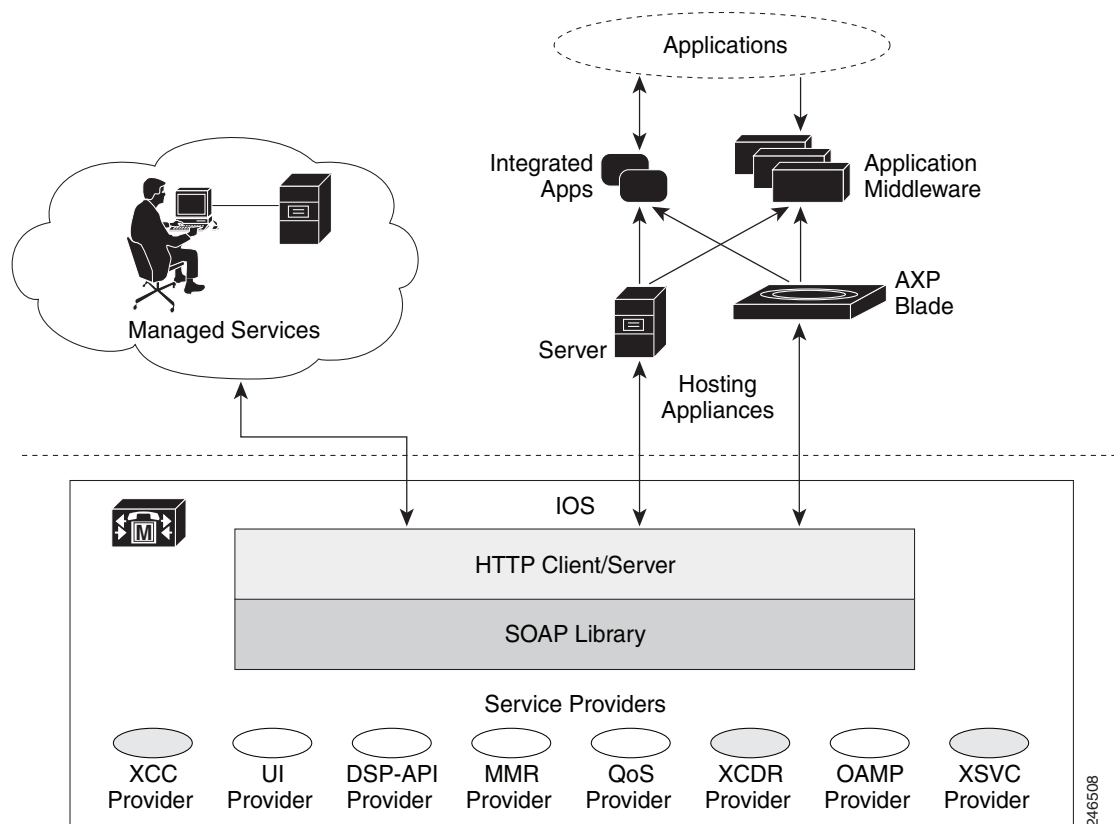 Applications
Integrated
Apps
Application
Middleware
Managed Services
Server
AXP
Blade
Hosting
Appliances
IOS
M
HTTP Client/Server
SOAP Library
Service Providers
XCC
Provider
UI
Provider
DSP-API
Provider
MMR
Provider
QoS
Provider
XCDR
Provider
OAMP
Provider
XSVC
Provider
246508